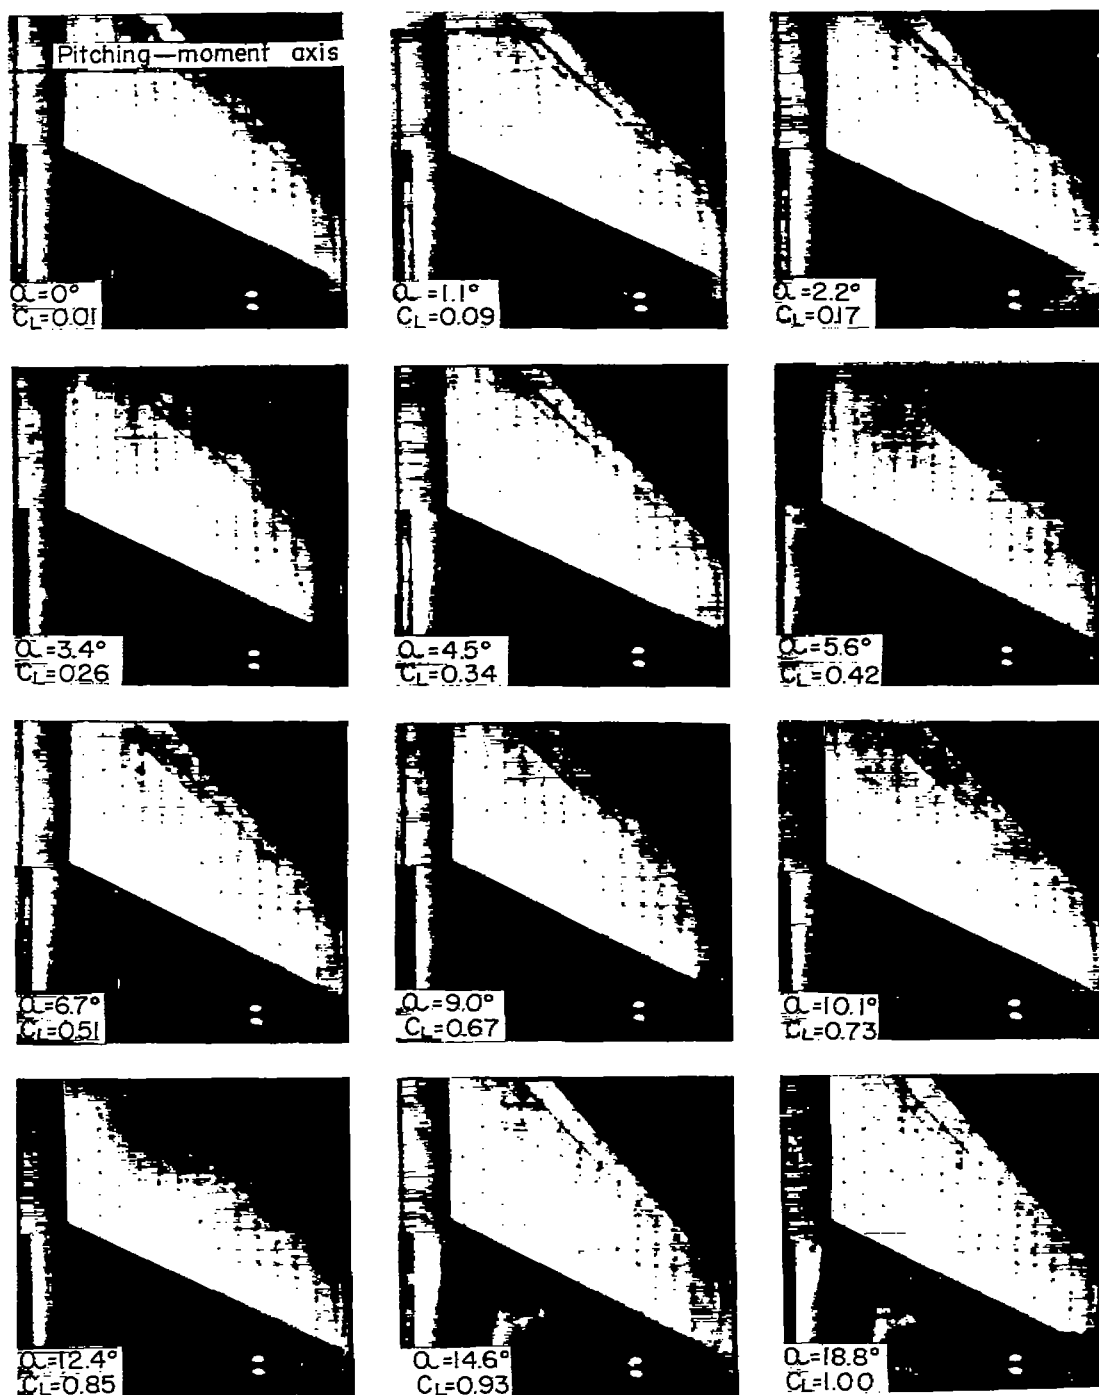 Pitching—moment axis
α=0°
CL=0.01
α=1.1°
CL=0.09
α=2.2°
CL=0.17
α=3.4°
CL=0.26
α=4.5°
CL=0.34
α=5.6°
CL=0.42
α=6.7°
CL=0.51
α=9.0°
CL=0.67
α=10.1°
CL=0.73
α=12.4°
CL=0.85
α=14.6°
CL=0.93
α=18.8°
CL=1.00